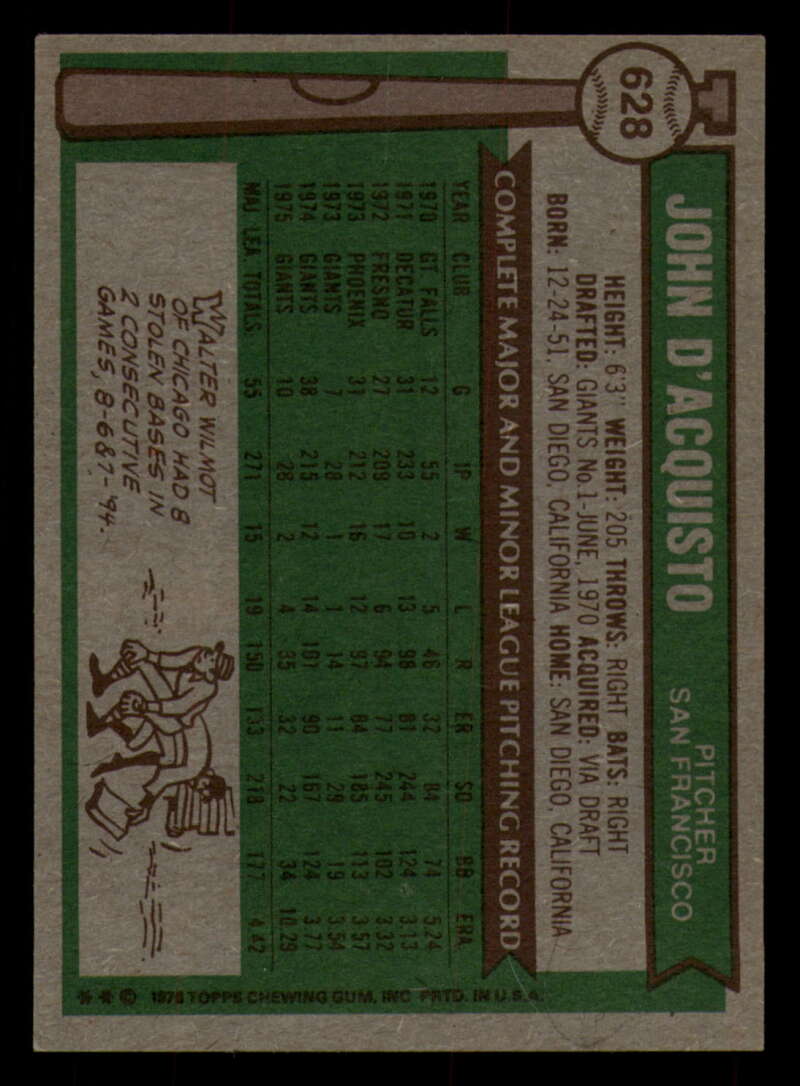 628
JOHN D'ACQUISTO
PITCHER
SAN FRANCISCO
HEIGHT: 6'3" WEIGHT: 205 THROWS: RIGHT BATS: RIGHT
DRAFTED: GIANTS No.1-JUNE, 1970 ACQUIRED: VIA DRAFT
BORN: 12-24-51, SAN DIEGO, CALIFORNIA HOME: SAN DIEGO, CALIFORNIA
COMPLETE MAJOR AND MINOR LEAGUE PITCHING RECORD
YEAR CLUB G IP W L R ER SO BB ERA
1970 GT. FALLS 12 55 2 5 46 32 84 74 5.24
1971 DECATUR 31 233 10 13 98 81 244 124 3.13
1972 FRESNO 27 209 17 6 94 77 245 102 3.32
1973 PHOENIX 31 212 16 12 97 84 185 113 3.57
1973 GIANTS 7 28 1 1 14 11 29 19 3.54
1974 GIANTS 38 215 12 14 101 90 167 124 3.77
1975 GIANTS 10 28 2 4 35 32 22 34 10.29
MAJ. LEA. TOTALS 55 271 15 19 150 133 218 177 4.42
WALTER WILMOT
OF CHICAGO HAD 8
STOLEN BASES IN
2 CONSECUTIVE
GAMES, 8-6&7-'94.
** © 1976 TOPPS CHEWING GUM, INC. PRTD. IN U.S.A.